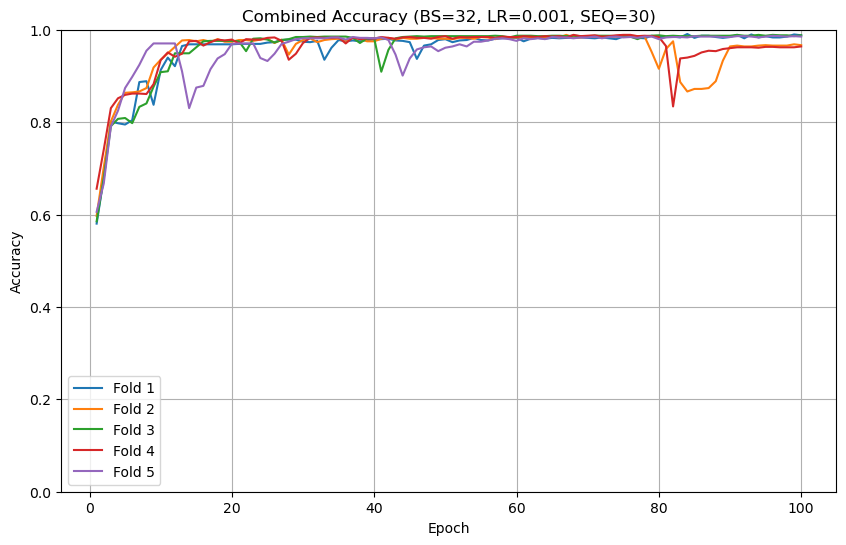 Combined Accuracy (BS=32, LR=0.001, SEQ=30)
1.0
0.8
0.6
0.4
0.2
0.0
Accuracy
Fold 1
Fold 2
Fold 3
Fold 4
Fold 5
0 20 40 60 80 100
Epoch